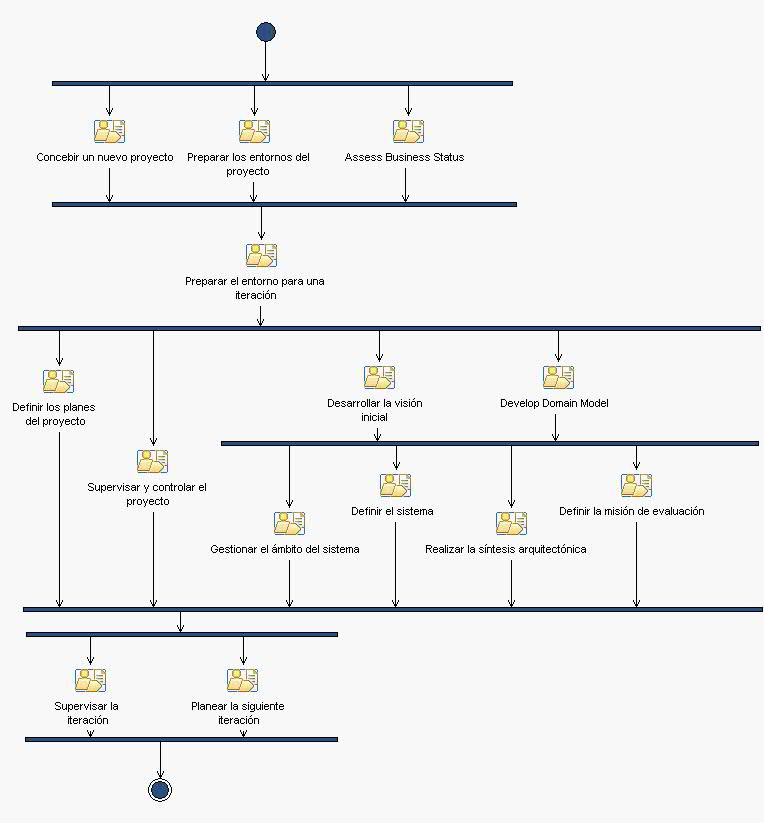 Concebir un nuevo proyecto
Preparar los entornos del
proyecto
Assess Business Status
Preparar el entorno para una
iteración
Definir los planes
del proyecto
Supervisar y controlar el
proyecto
Desarrollar la visión
inicial
Develop Domain Model
Gestionar el ámbito del sistema
Definir el sistema
Realizar la síntesis arquitectónica
Definir la misión de evaluación
Supervisar la
iteración
Planear la siguiente
iteración